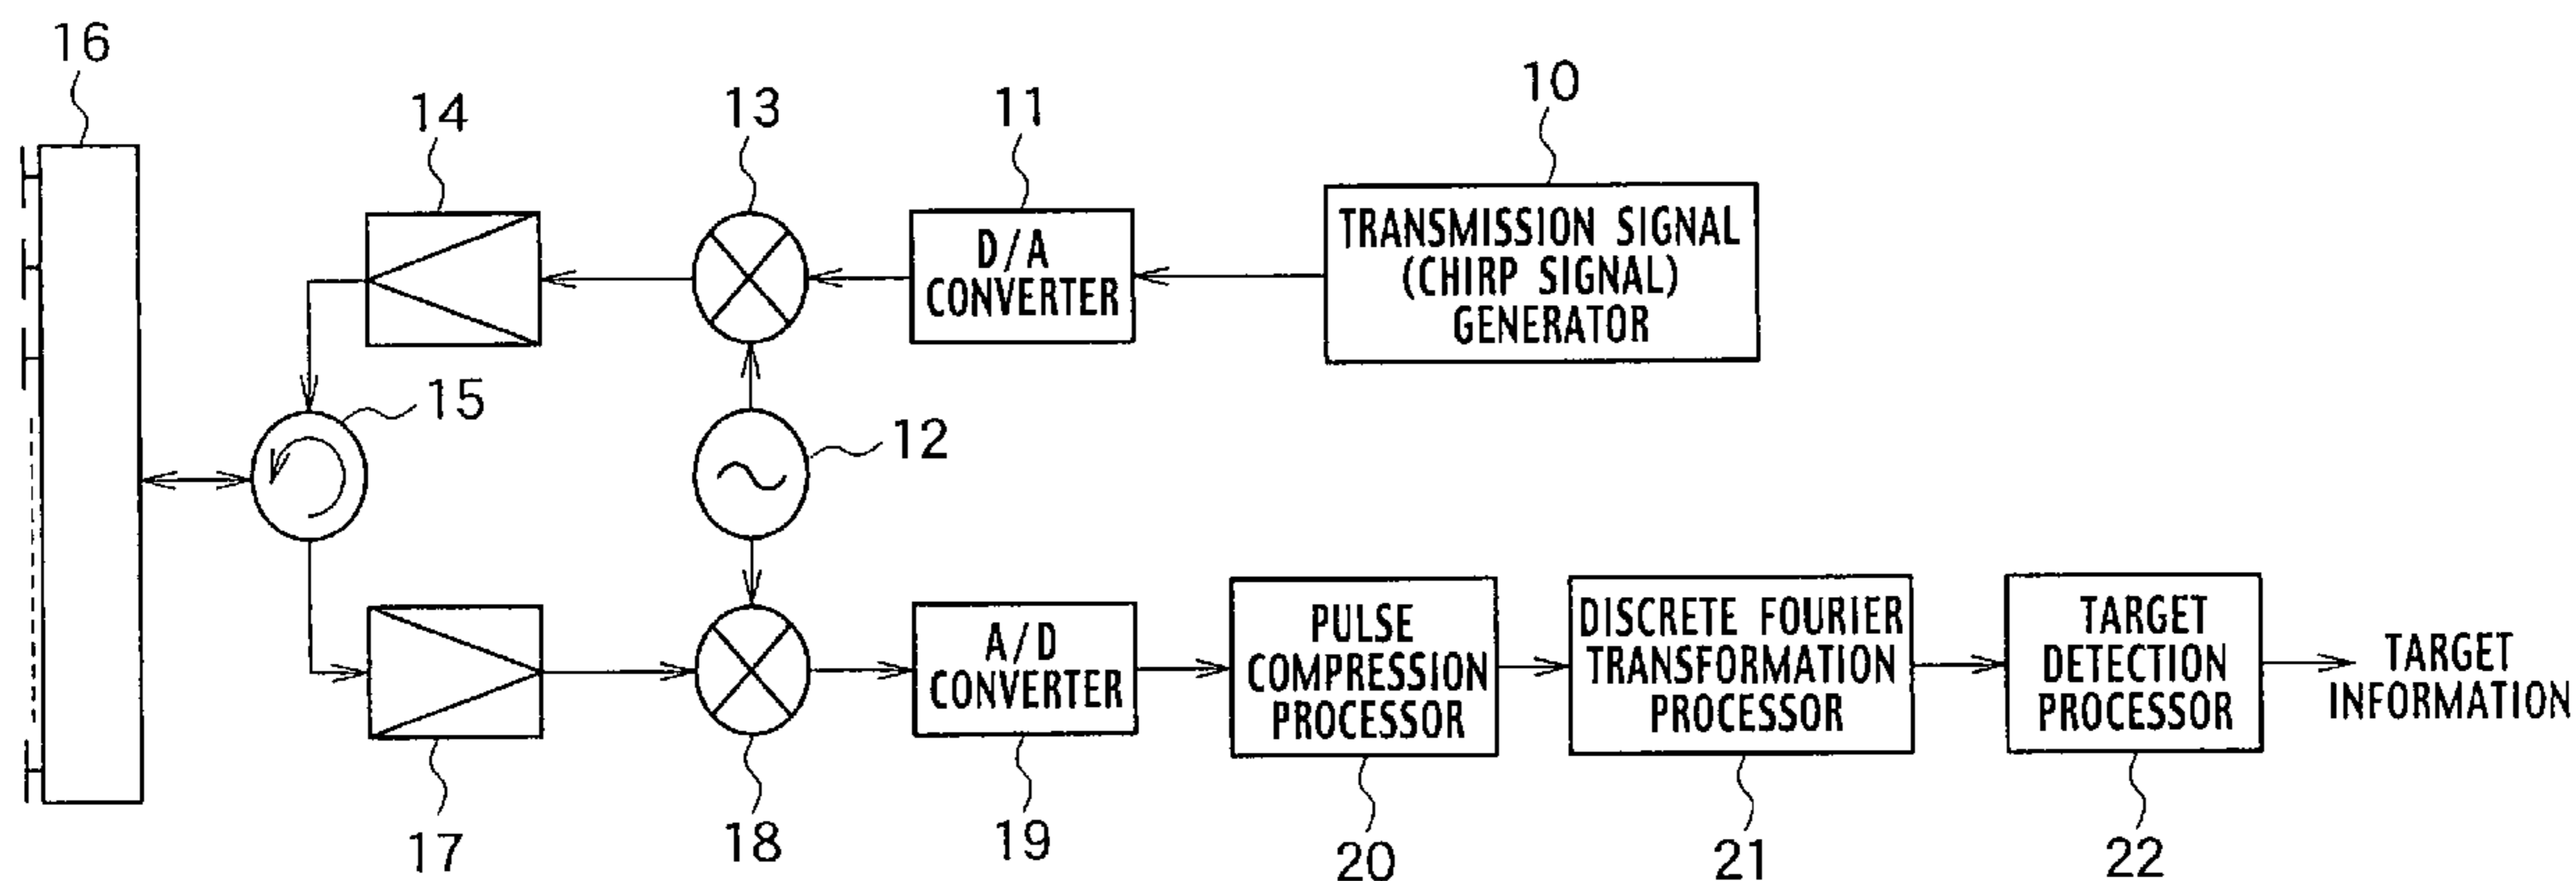 16
14
13
11
10
D/A
CONVERTER
TRANSMISSION SIGNAL
(CHIRP SIGNAL)
GENERATOR
15
12
A/D
CONVERTER
PULSE
COMPRESSION
PROCESSOR
DISCRETE FOURIER
TRANSFORMATION
PROCESSOR
TARGET
DETECTION
PROCESSOR
TARGET
INFORMATION
17
18
19
20
21
22